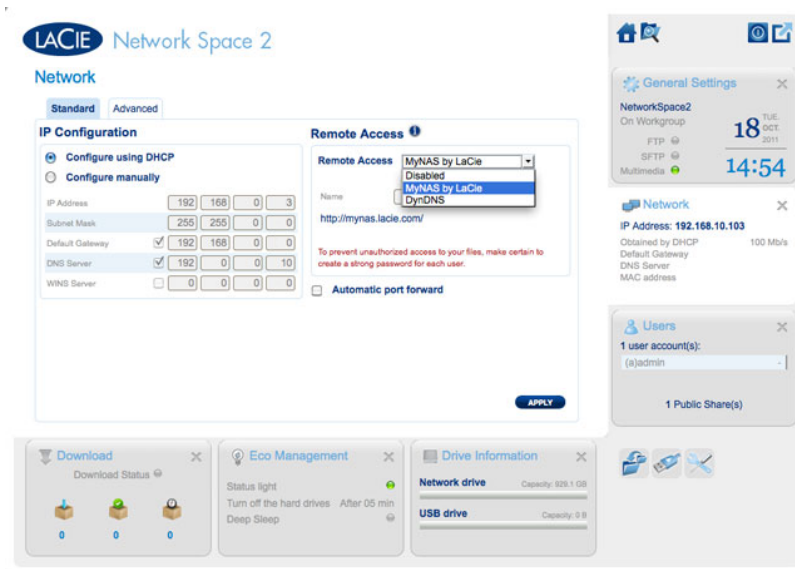 LACIE Network Space 2
Network
Standard Advanced
IP Configuration
Configure using DHCP
Configure manually
IP Address 192 168 0 3
Subnet Mask 255 255 0 0
Default Gateway 192 168 0 0
DNS Server 192 0 0 10
WINS Server 0 0 0 0
Remote Access
Remote Access MyNAS by LaCie
Disabled
MyNAS by LaCie
DynDNS
Name
http://mynas.lacie.com/
To prevent unauthorized access to your files, make certain to
create a strong password for each user.
Automatic port forward
APPLY
General Settings
NetworkSpace2
On Workgroup
FTP
SFTP
Multimedia
18 TUE.
OCT.
2011
14:54
Network
IP Address: 192.168.10.103
Obtained by DHCP 100 Mb/s
Default Gateway
DNS Server
MAC address
Users
1 user account(s):
(a)admin -
1 Public Share(s)
Download
Download Status
0 0 0
Eco Management
Status light
Turn off the hard drives After 05 min
Deep Sleep
Drive Information
Network drive Capacity: 929.1 GB
USB drive Capacity: 0 B